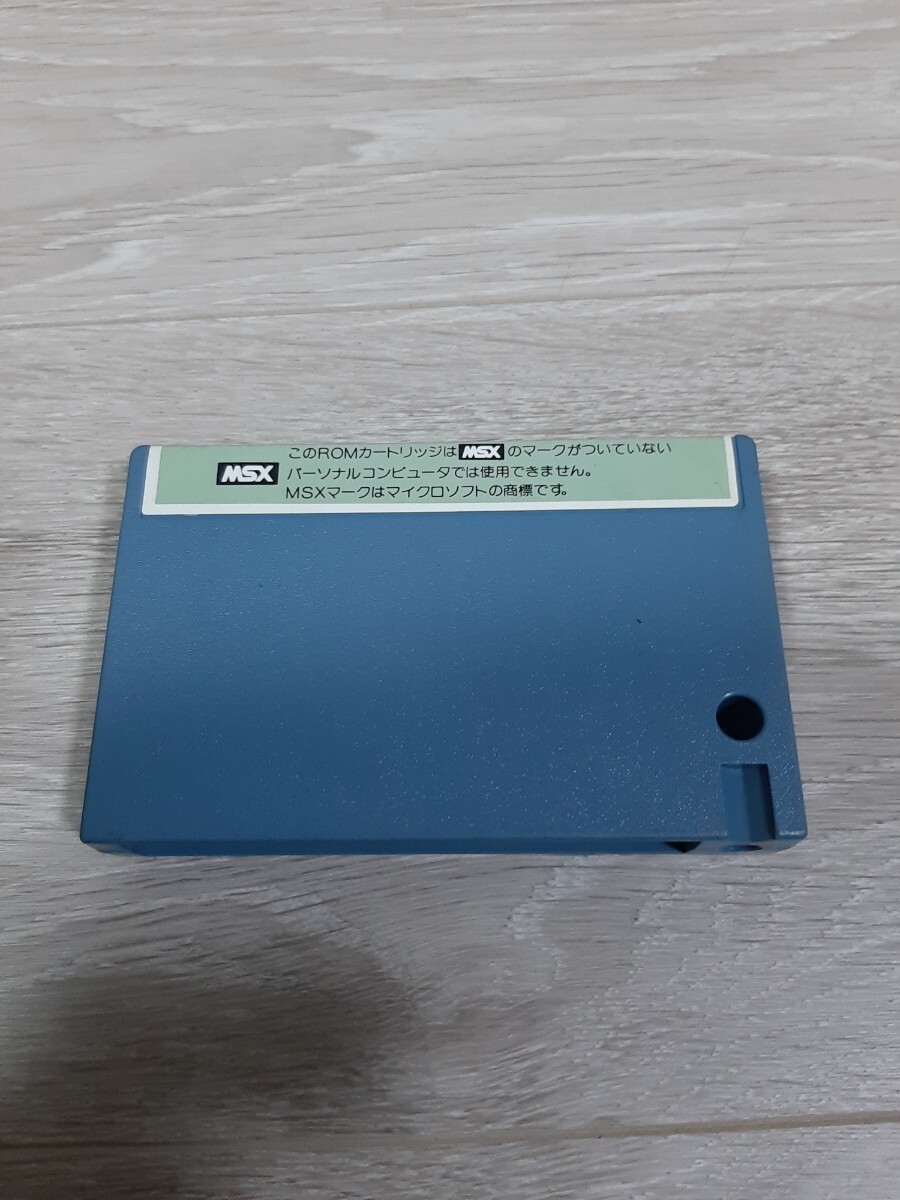 このROMカートリッジはMSXのマークがついていない
MSX パーソナルコンピュータでは使用できません。
MSXマークはマイクロソフトの商標です。